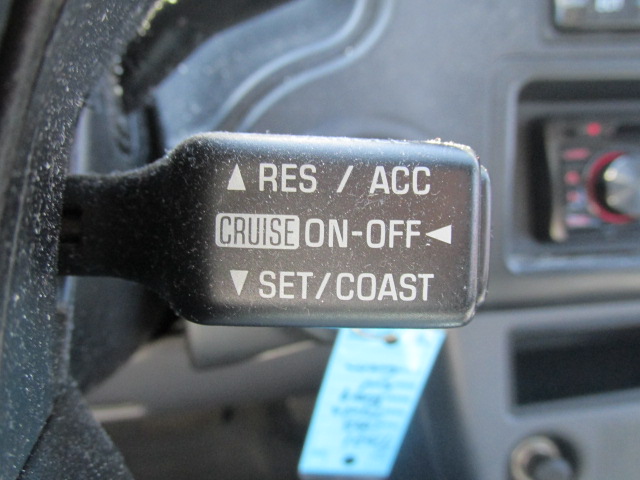 ▲ RES / ACC
CRUISE ON-OFF ◀
▼ SET/COAST